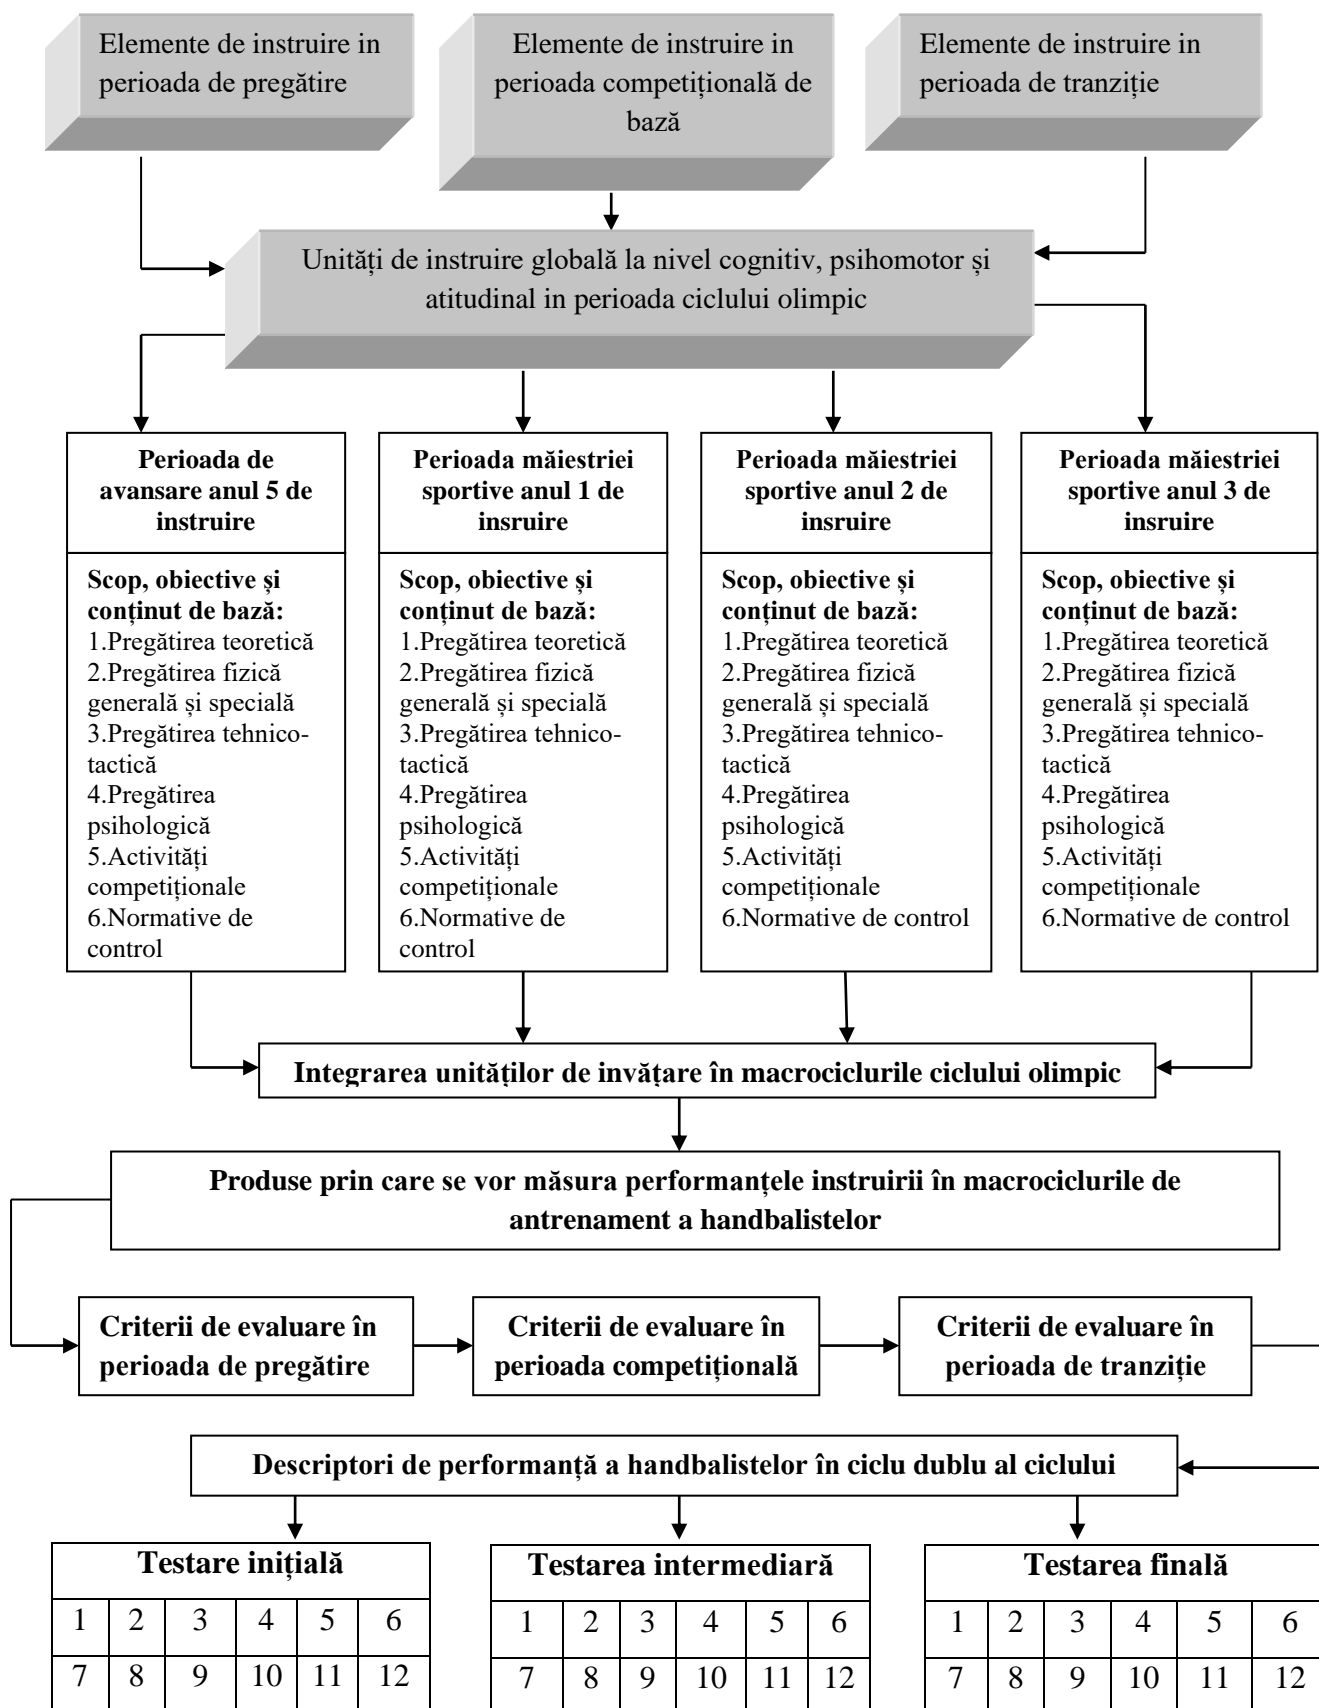 Elemente de instruire in
perioada de pregătire
Elemente de instruire in
perioada competițională de
bază
Elemente de instruire in
perioada de tranziție
Unități de instruire globală la nivel cognitiv, psihomotor și
atitudinal in perioada ciclului olimpic
Perioada de
avansare anul 5 de
instruire
Scop, obiective și
conținut de bază:
1.Pregătirea teoretică
2.Pregătirea fizică
generală și specială
3.Pregătirea tehnico-
tactică
4.Pregătirea
psihologică
5.Activități
competiționale
6.Normative de
control
Perioada măiestriei
sportive anul 1 de
insruire
Scop, obiective și
conținut de bază:
1.Pregătirea teoretică
2.Pregătirea fizică
generală și specială
3.Pregătirea tehnico-
tactică
4.Pregătirea
psihologică
5.Activități
competiționale
6.Normative de
control
Perioada măiestriei
sportive anul 2 de
insruire
Scop, obiective și
conținut de bază:
1.Pregătirea teoretică
2.Pregătirea fizică
generală și specială
3.Pregătirea tehnico-
tactică
4.Pregătirea
psihologică
5.Activități
competiționale
6.Normative de control
Perioada măiestriei
sportive anul 3 de
insruire
Scop, obiective și
conținut de bază:
1.Pregătirea teoretică
2.Pregătirea fizică
generală și specială
3.Pregătirea tehnico-
tactică
4.Pregătirea
psihologică
5.Activități
competiționale
6.Normative de control
Integrarea unităților de invățare în macrociclurile ciclului olimpic
Produse prin care se vor măsura performanțele instruirii în macrociclurile de
antrenament a handbalistelor
Criterii de evaluare în
perioada de pregătire
Criterii de evaluare în
perioada competițională
Criterii de evaluare în
perioada de tranziție
Descriptori de performanță a handbalistelor în ciclu dublu al ciclului
Testare inițială
1 2 3 4 5 6
7 8 9 10 11 12
Testarea intermediară
1 2 3 4 5 6
7 8 9 10 11 12
Testarea finală
1 2 3 4 5 6
7 8 9 10 11 12